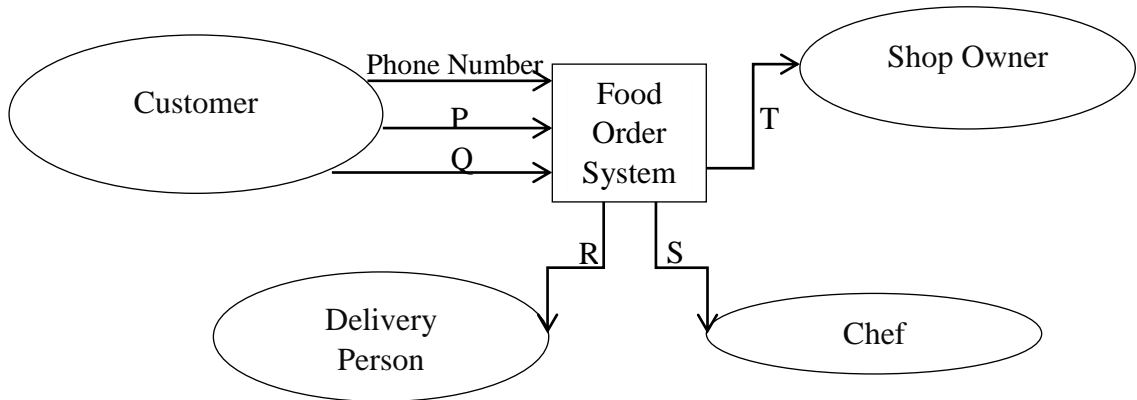 Phone Number
Customer
P
Q
Food
Order
System
Shop Owner
T
R
S
Delivery
Person
Chef